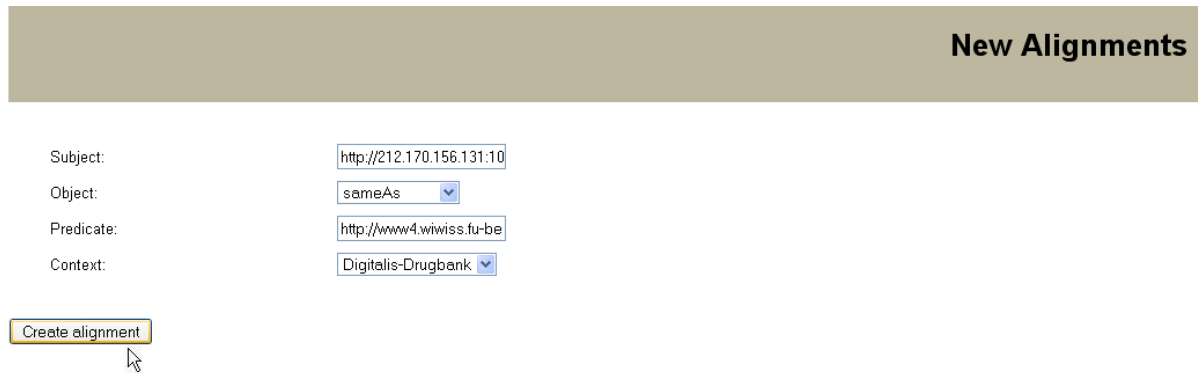 New Alignments
Subject: http://212.170.156.131:10
Object: sameAs
Predicate: http://www4.wiwiss.fu-be
Context: Digitalis-Drugbank
Create alignment